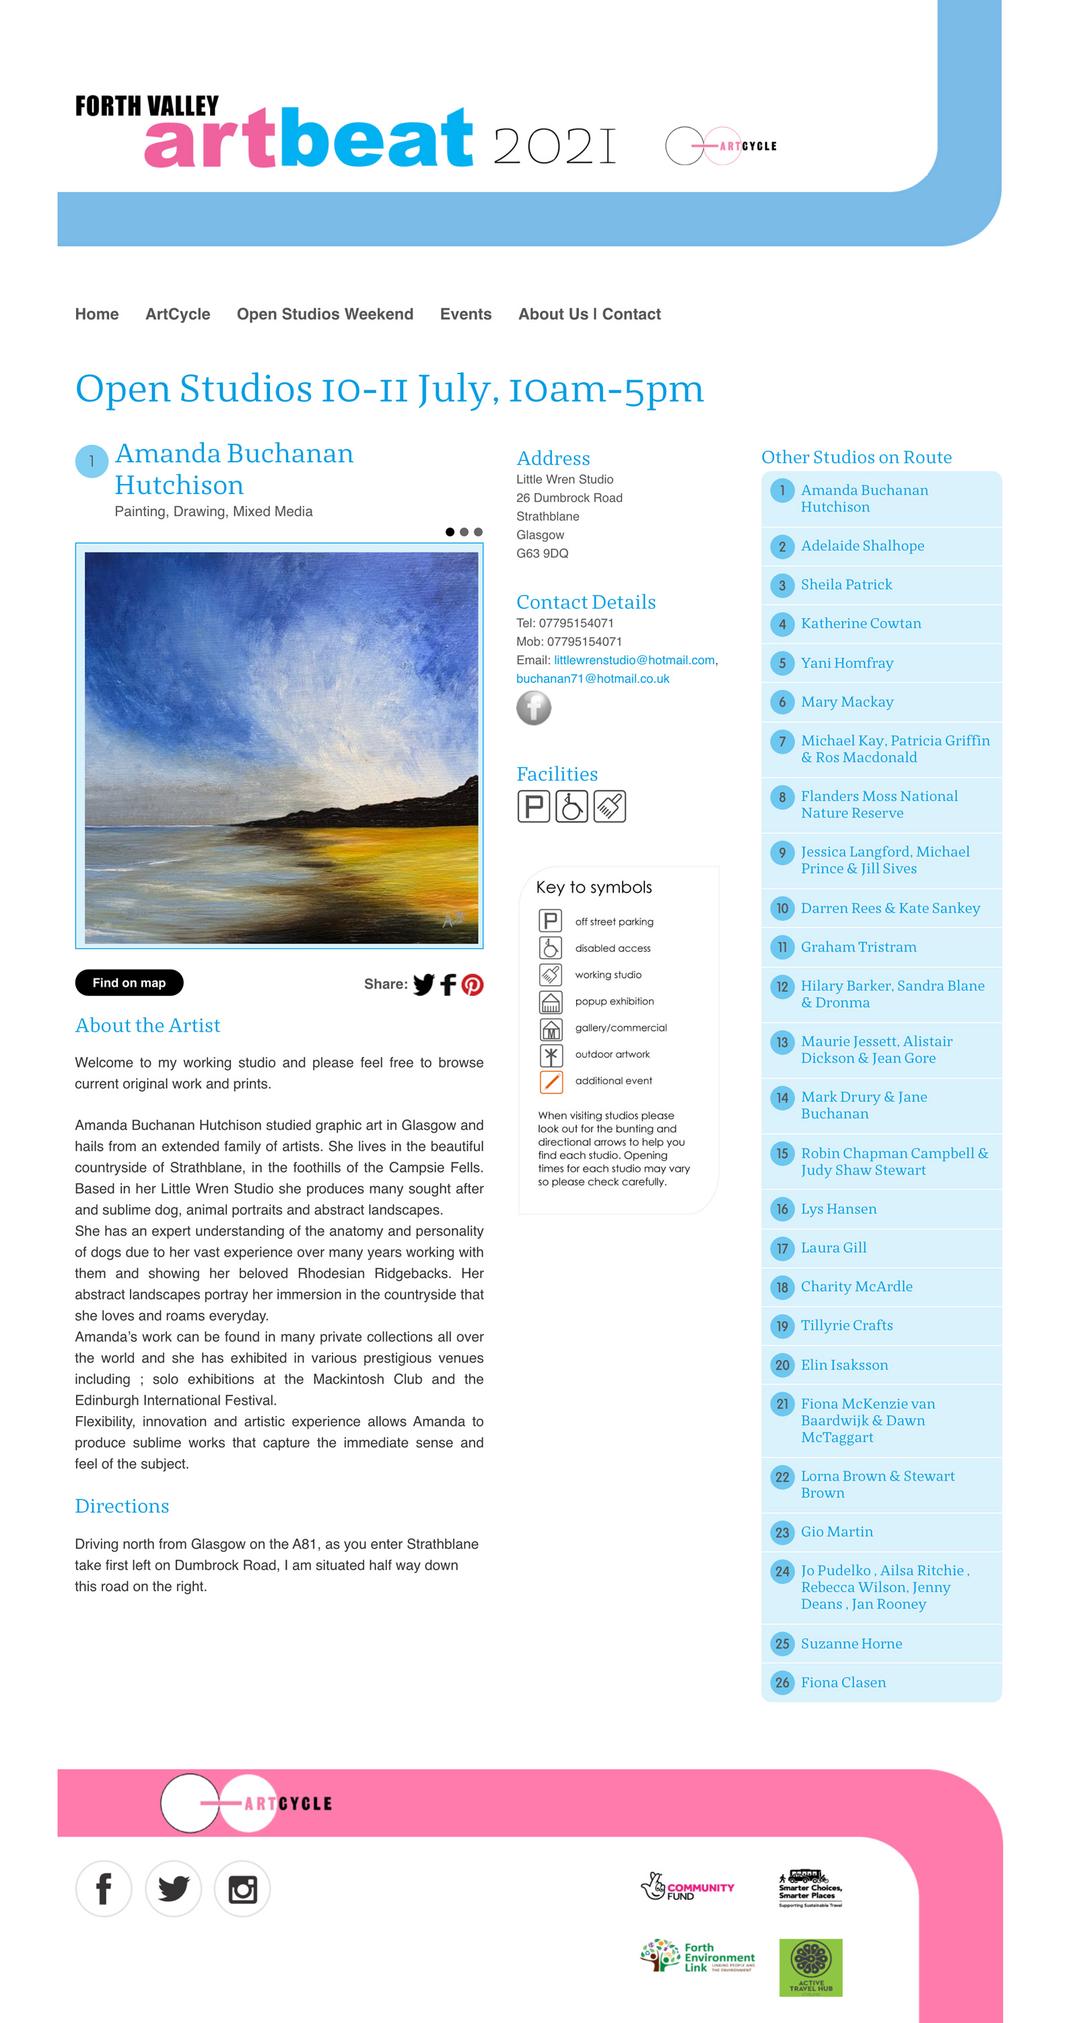 FORTH VALLEY
artbeat 2021
ARTCYCLE
Home ArtCycle Open Studios Weekend Events About Us | Contact
Open Studios 10-11 July, 10am-5pm
1 Amanda Buchanan
Hutchison
Painting, Drawing, Mixed Media
AB
Find on map
Share:
About the Artist
Welcome to my working studio and please feel free to browse
current original work and prints.
Amanda Buchanan Hutchison studied graphic art in Glasgow and
hails from an extended family of artists. She lives in the beautiful
countryside of Strathblane, in the foothills of the Campsie Fells.
Based in her Little Wren Studio she produces many sought after
and sublime dog, animal portraits and abstract landscapes.
She has an expert understanding of the anatomy and personality
of dogs due to her vast experience over many years working with
them and showing her beloved Rhodesian Ridgebacks. Her
abstract landscapes portray her immersion in the countryside that
she loves and roams everyday.
Amanda's work can be found in many private collections all over
the world and she has exhibited in various prestigious venues
including ; solo exhibitions at the Mackintosh Club and the
Edinburgh International Festival.
Flexibility, innovation and artistic experience allows Amanda to
produce sublime works that capture the immediate sense and
feel of the subject.
Directions
Driving north from Glasgow on the A81, as you enter Strathblane
take first left on Dumbrock Road, I am situated half way down
this road on the right.
Address
Little Wren Studio
26 Dumbrock Road
Strathblane
Glasgow
G63 9DQ
Contact Details
Tel: 07795154071
Mob: 07795154071
Email: littlewrenstudio@hotmail.com,
buchanan71@hotmail.co.uk
f
Facilities
P
Key to symbols
P off street parking
disabled access
working studio
popup exhibition
M gallery/commercial
outdoor artwork
additional event
When visiting studios please
look out for the bunting and
directional arrows to help you
find each studio. Opening
times for each studio may vary
so please check carefully.
Other Studios on Route
1 Amanda Buchanan
Hutchison
2 Adelaide Shalhope
3 Sheila Patrick
4 Katherine Cowtan
5 Yani Homfray
6 Mary Mackay
7 Michael Kay, Patricia Griffin
& Ros Macdonald
8 Flanders Moss National
Nature Reserve
9 Jessica Langford, Michael
Prince & Jill Sives
10 Darren Rees & Kate Sankey
11 Graham Tristram
12 Hilary Barker, Sandra Blane
& Dronma
13 Maurie Jessett, Alistair
Dickson & Jean Gore
14 Mark Drury & Jane
Buchanan
15 Robin Chapman Campbell &
Judy Shaw Stewart
16 Lys Hansen
17 Laura Gill
18 Charity McArdle
19 Tillyrie Crafts
20 Elin Isaksson
21 Fiona McKenzie van
Baardwijk & Dawn
McTaggart
22 Lorna Brown & Stewart
Brown
23 Gio Martin
24 Jo Pudelko , Ailsa Ritchie ,
Rebecca Wilson, Jenny
Deans , Jan Rooney
25 Suzanne Horne
26 Fiona Clasen
ARTCYCLE
COMMUNITY
FUND
Smarter Choices,
Smarter Places
Supporting Sustainable Travel
Forth
Environment
Link LINKING PEOPLE AND
THE ENVIRONMENT
ACTIVE
TRAVEL HUB